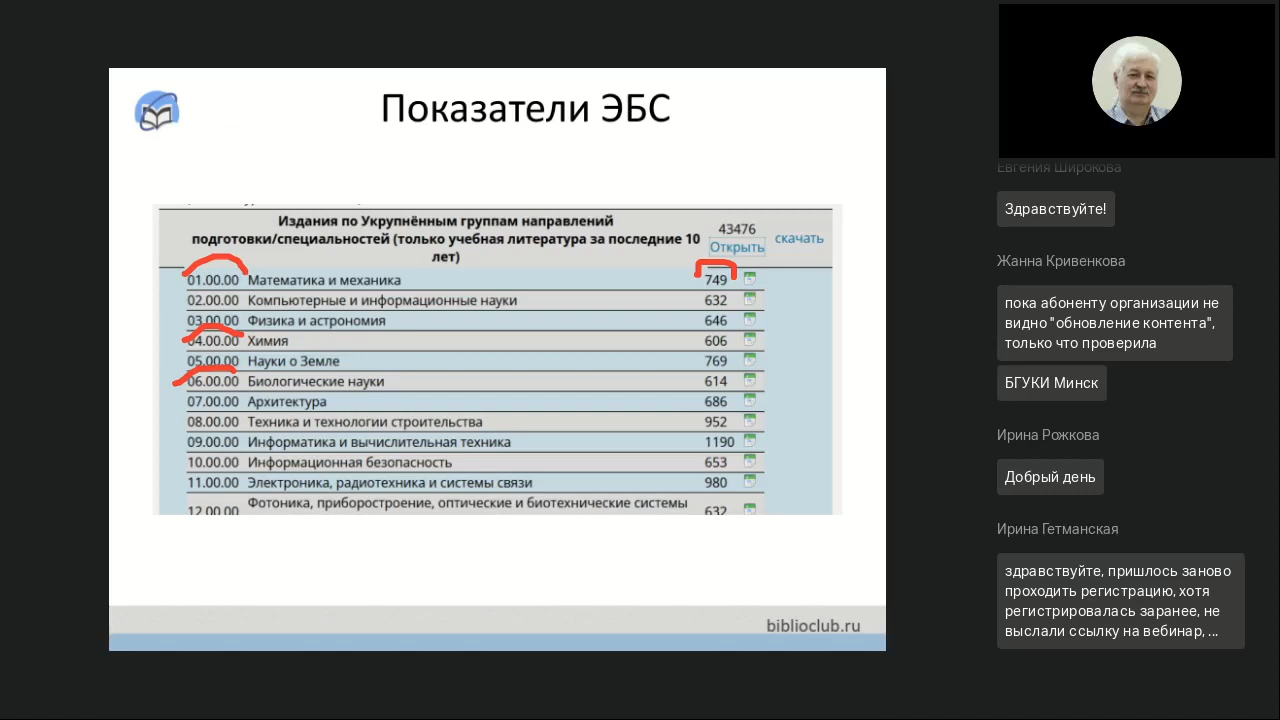 Показатели ЭБС
Издания по Укрупнённым группам направлений
подготовки/специальностей (только учебная литература за последние 10
лет)
43476
Открыть
скачать
01.00.00 Математика и механика 749
02.00.00 Компьютерные и информационные науки 632
03.00.00 Физика и астрономия 646
04.00.00 Химия 606
05.00.00 Науки о Земле 769
06.00.00 Биологические науки 614
07.00.00 Архитектура 686
08.00.00 Техника и технологии строительства 952
09.00.00 Информатика и вычислительная техника 1190
10.00.00 Информационная безопасность 653
11.00.00 Электроника, радиотехника и системы связи 980
12.00.00 Фотоника, приборостроение, оптические и биотехнические системы 632
biblioclub.ru
Евгения Широкова
Здравствуйте!
Жанна Кривенкова
пока абоненту организации не
видно "обновление контента",
только что проверила
БГУКИ Минск
Ирина Рожкова
Добрый день
Ирина Гетманская
здравствуйте, пришлось заново
проходить регистрацию, хотя
регистрировалась заранее, не
выслали ссылку на вебинар, ...